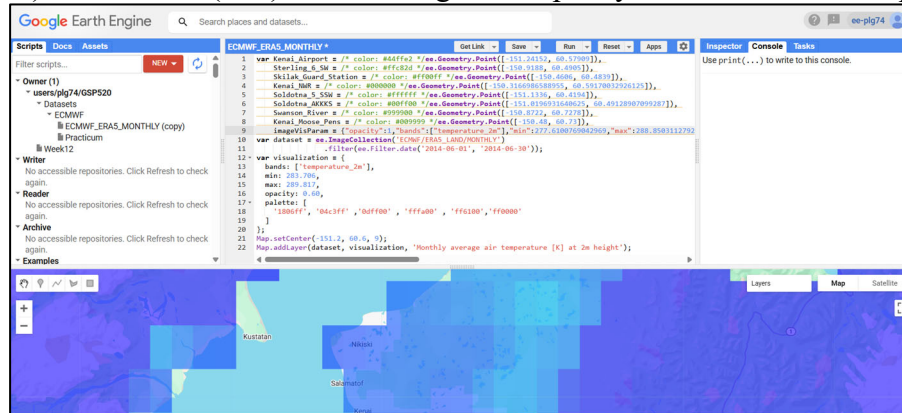 Google Earth Engine
Search places and datasets...
ee-plg74
Scripts Docs Assets
Filter scripts...
NEW
Owner (1)
users/plg74/GSP520
Datasets
ECMWF
ECMWF_ERA5_MONTHLY (copy)
Practicum
Week12
Writer
No accessible repositories. Click Refresh to check
again.
Reader
No accessible repositories. Click Refresh to check
again.
Archive
No accessible repositories. Click Refresh to check
again.
Examples
ECMWF_ERA5_MONTHLY *
Get Link Save Run Reset Apps
1 var Kenai_Airport = /* color: #44ffe2 */ee.Geometry.Point([-151.24152, 60.57909]),
2 Sterling_6_SW = /* color: #ffc82d */ee.Geometry.Point([-150.9188, 60.4905]),
3 Skilak_Guard_Station = /* color: #ff00ff */ee.Geometry.Point([-150.4606, 60.4839]),
4 Kenai_NWR = /* color: #000000 */ee.Geometry.Point([-150.3166986588955, 60.59170032926125]),
5 Soldotna_5_SSW = /* color: #ffffff */ee.Geometry.Point([-151.1336, 60.4194]),
6 Soldotna_AKKKS = /* color: #00ff00 */ee.Geometry.Point([-151.0196931640625, 60.49128907099287]),
7 Swanson_River = /* color: #999900 */ee.Geometry.Point([-150.8722, 60.7278]),
8 Kenai_Moose_Pens = /* color: #009999 */ee.Geometry.Point([-150.48, 60.73]),
9 imageVisParam = {"opacity":1,"bands":["temperature_2m"],"min":277.6100769042969,"max":288.8503112792
10 var dataset = ee.ImageCollection('ECMWF/ERA5_LAND/MONTHLY')
11 .filter(ee.Filter.date('2014-06-01', '2014-06-30'));
12 var visualization = {
13 bands: ['temperature_2m'],
14 min: 283.706,
15 max: 289.817,
16 opacity: 0.60,
17 palette: [
18 '1806ff', '04c3ff' ,'0dff00' , 'fffa00' , 'ff6100','ff0000'
19 ]
20 };
21 Map.setCenter(-151.2, 60.6, 9);
22 Map.addLayer(dataset, visualization, 'Monthly average air temperature [K] at 2m height');
Inspector Console Tasks
Use print(...) to write to this console.
Layers
Map Satellite
Kustatan
Nikiski
Salamatof
Kenai